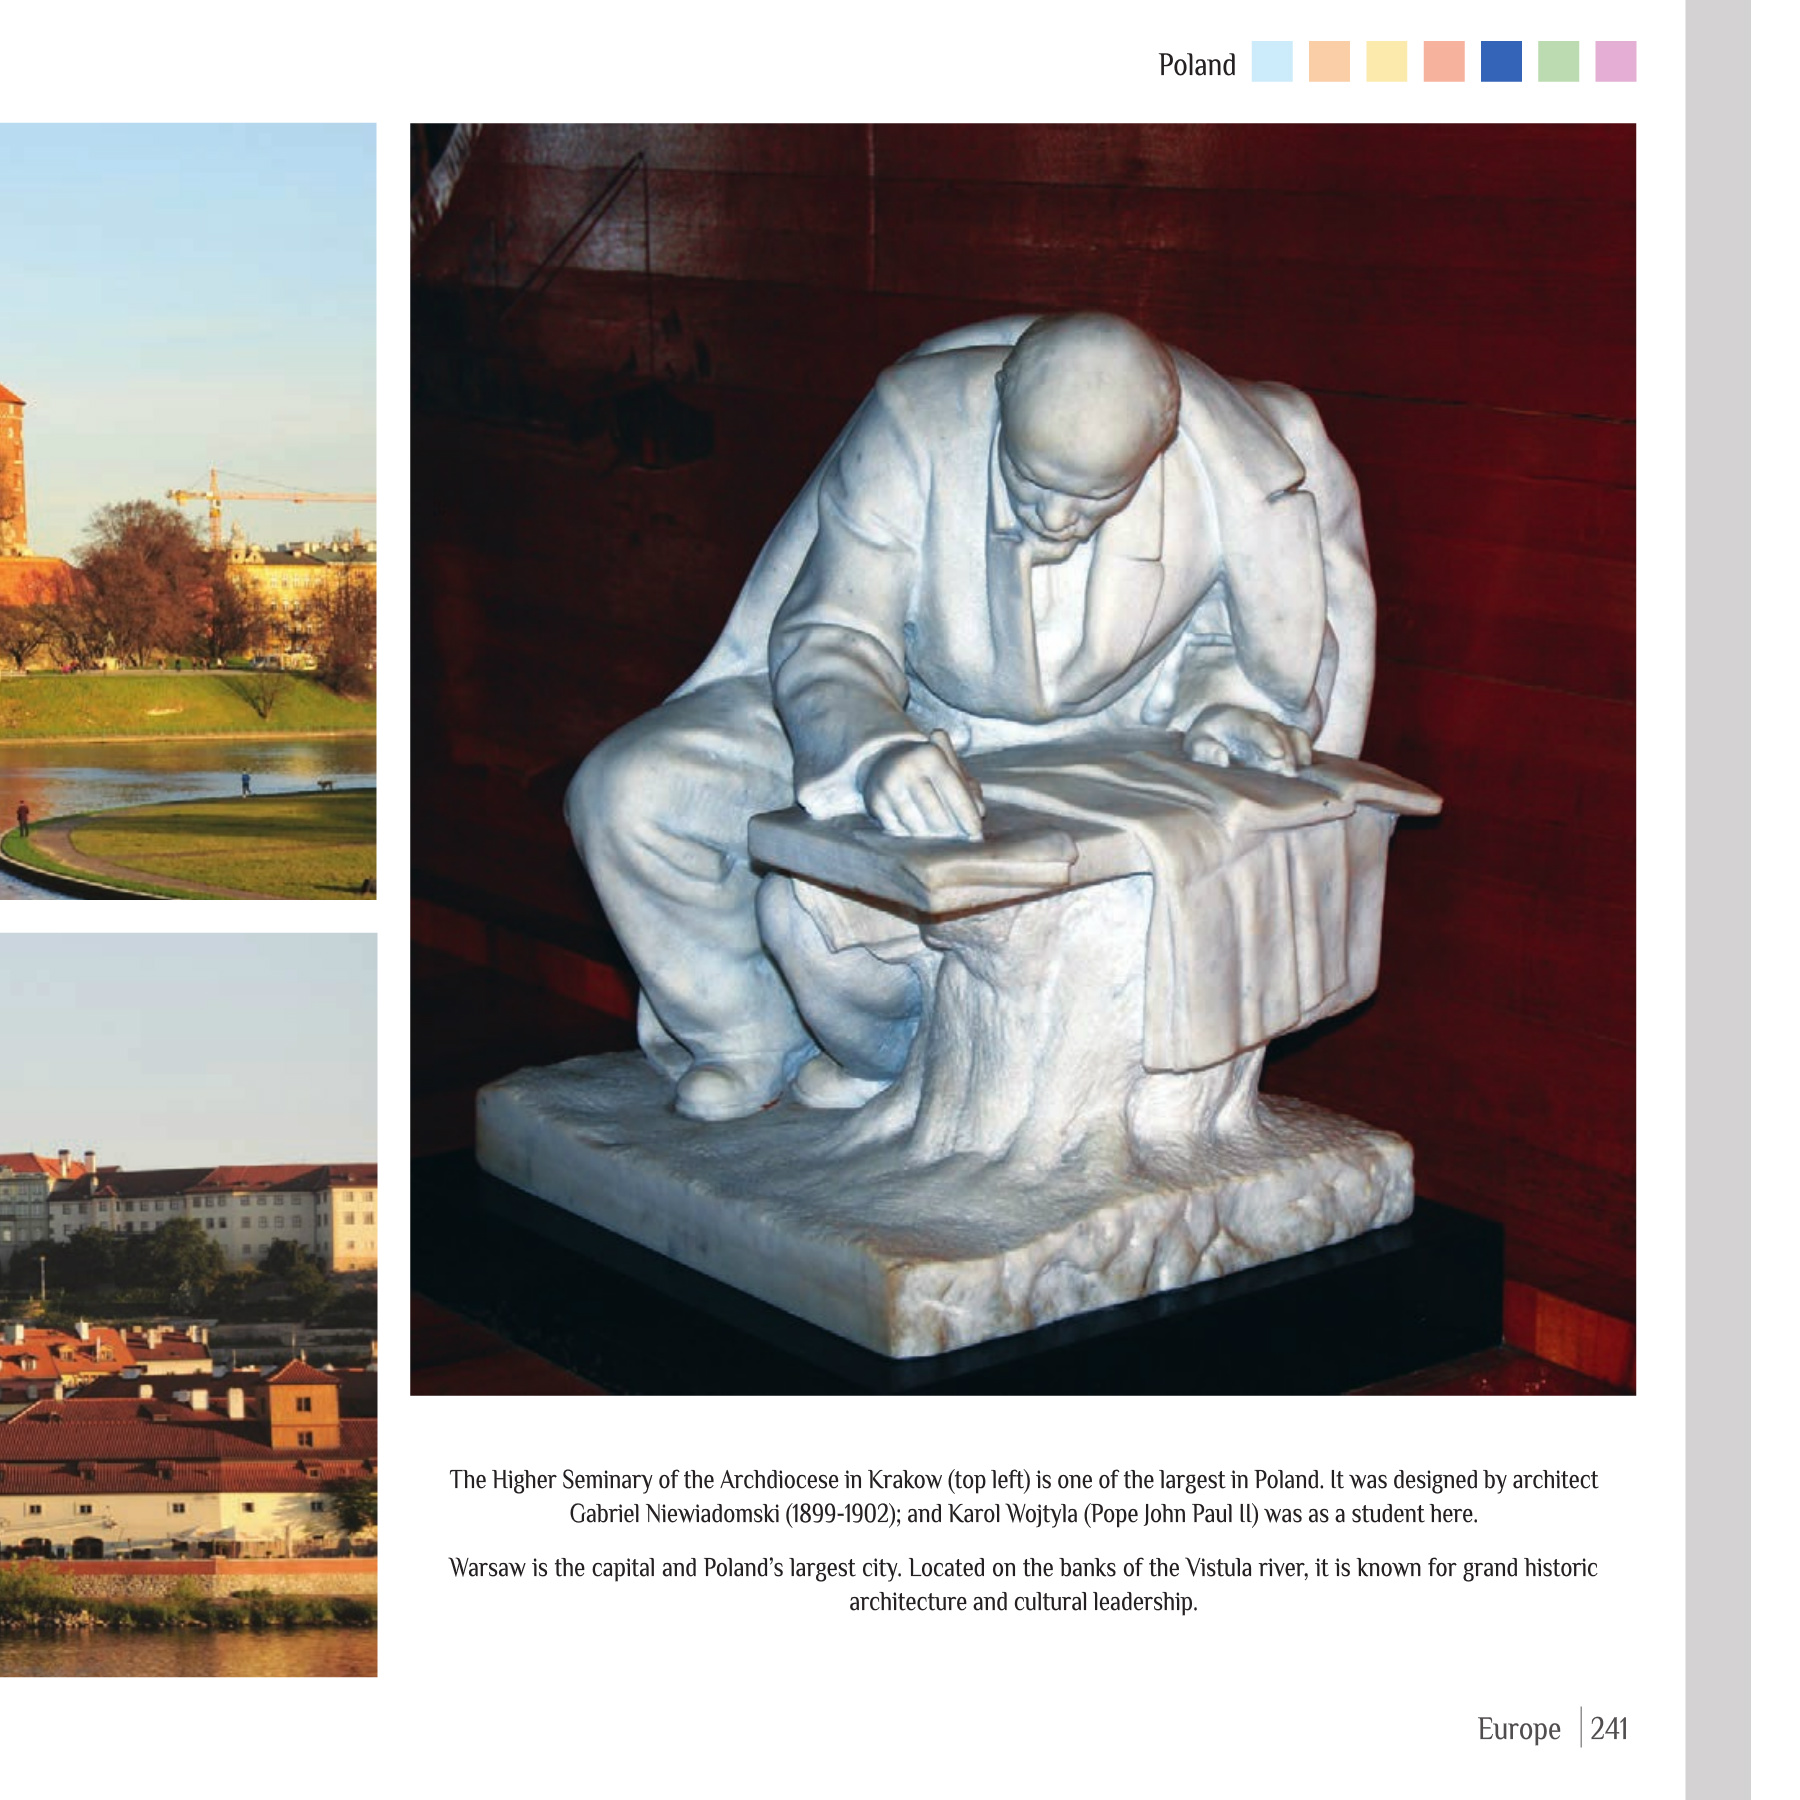 Poland
The Higher Seminary of the Archdiocese in Krakow (top left) is one of the largest in Poland. It was designed by architect
Gabriel Niewiadomski (1899-1902); and Karol Wojtyla (Pope John Paul II) was as a student here.
Warsaw is the capital and Poland’s largest city. Located on the banks of the Vistula river, it is known for grand historic
architecture and cultural leadership.
Europe | 241